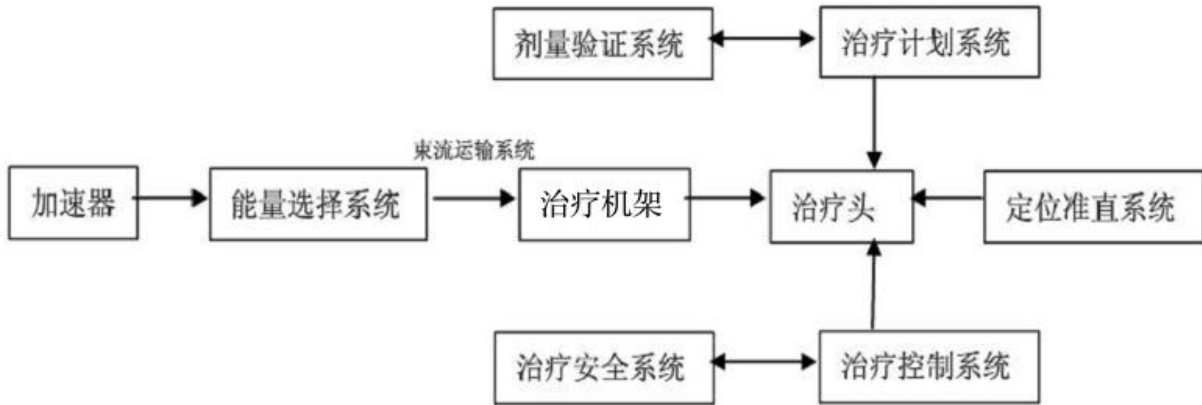 剂量验证系统
治疗计划系统
束流运输系统
加速器
能量选择系统
治疗机架
治疗头
定位准直系统
治疗安全系统
治疗控制系统